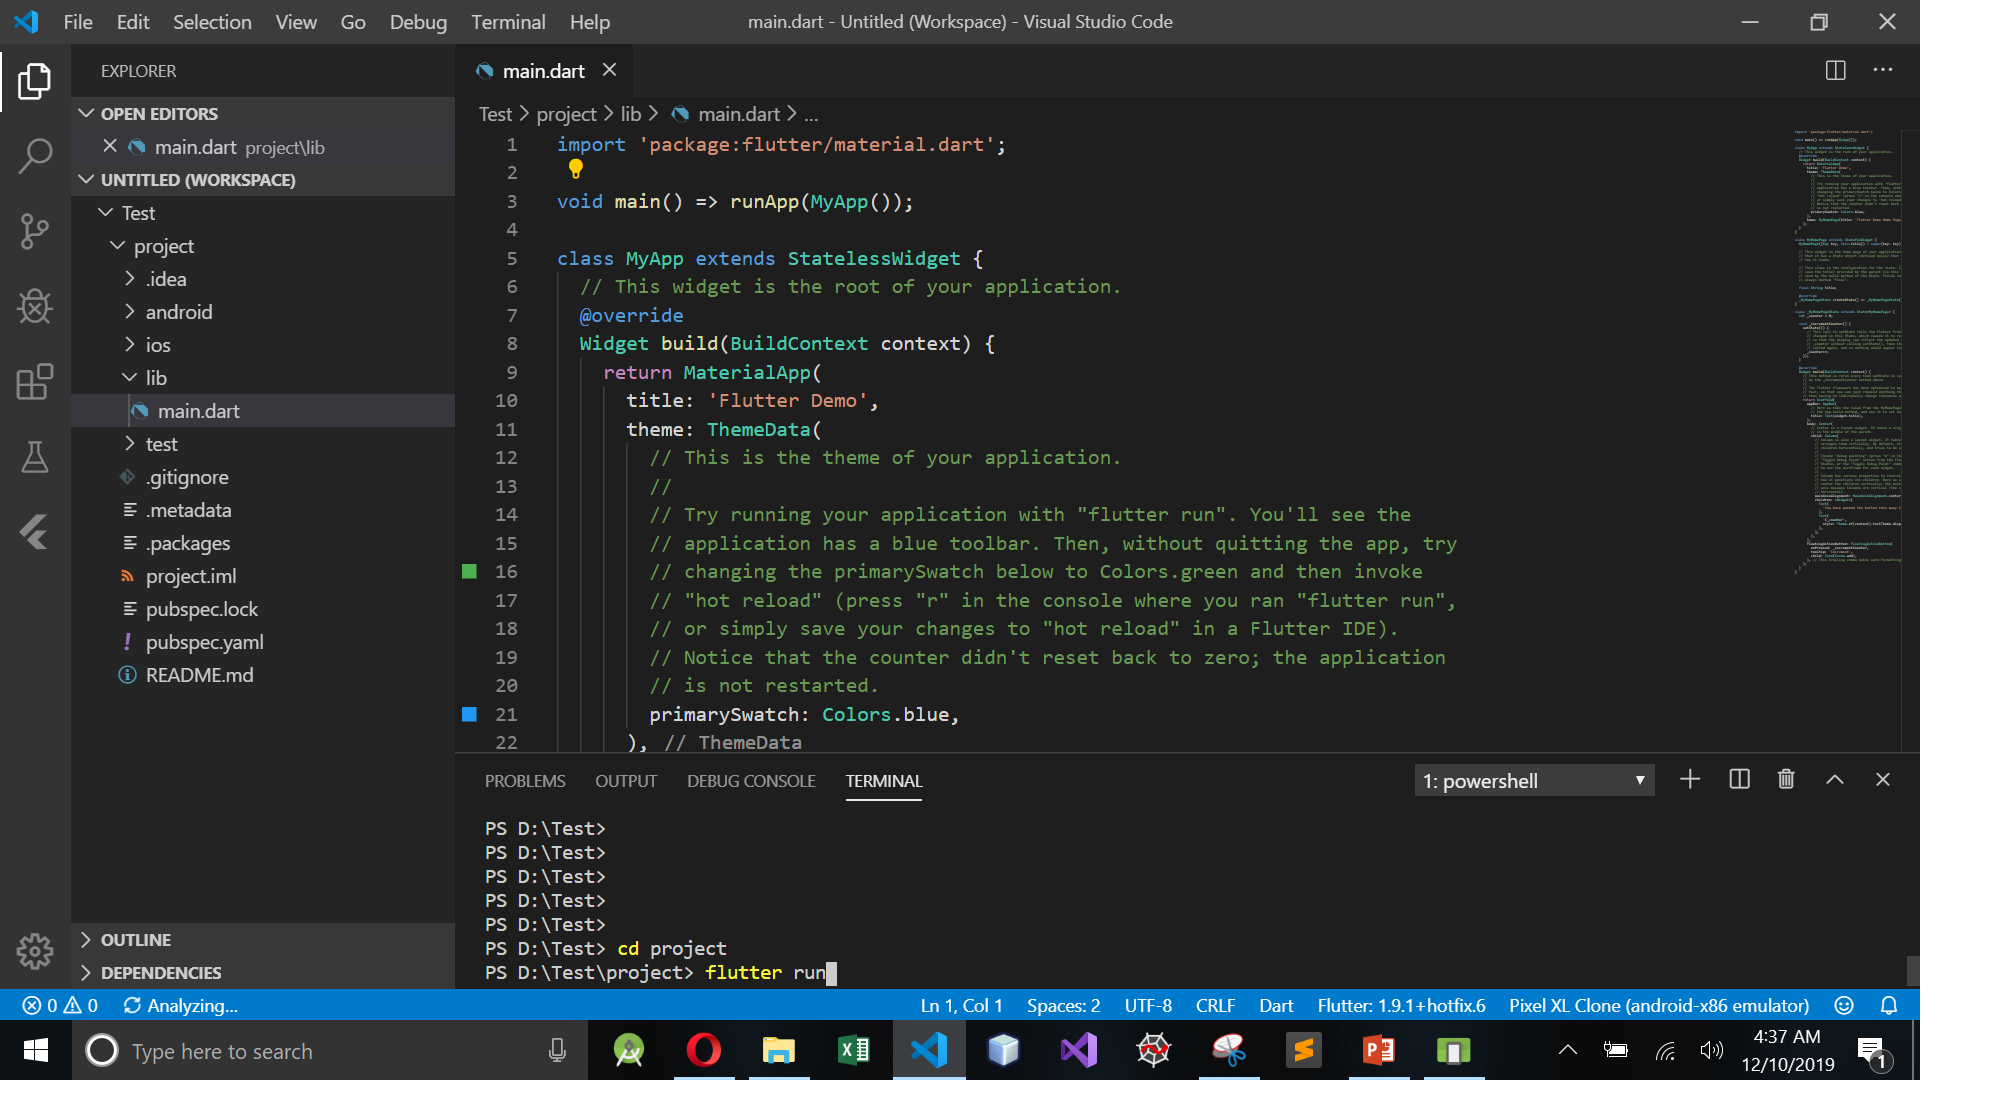 File Edit Selection View Go Debug Terminal Help
main.dart - Untitled (Workspace) - Visual Studio Code
EXPLORER
OPEN EDITORS
main.dart project\lib
UNTITLED (WORKSPACE)
Test
project
.idea
android
ios
lib
main.dart
test
.gitignore
.metadata
.packages
project.iml
pubspec.lock
pubspec.yaml
README.md
OUTLINE
DEPENDENCIES
main.dart
Test > project > lib > main.dart > ...
1 import 'package:flutter/material.dart';
2
3 void main() => runApp(MyApp());
4
5 class MyApp extends StatelessWidget {
6 // This widget is the root of your application.
7 @override
8 Widget build(BuildContext context) {
9 return MaterialApp(
10 title: 'Flutter Demo',
11 theme: ThemeData(
12 // This is the theme of your application.
13 //
14 // Try running your application with "flutter run". You'll see the
15 // application has a blue toolbar. Then, without quitting the app, try
16 // changing the primarySwatch below to Colors.green and then invoke
17 // "hot reload" (press "r" in the console where you ran "flutter run",
18 // or simply save your changes to "hot reload" in a Flutter IDE).
19 // Notice that the counter didn't reset back to zero; the application
20 // is not restarted.
21 primarySwatch: Colors.blue,
22 ), // ThemeData
PROBLEMS OUTPUT DEBUG CONSOLE TERMINAL
1: powershell
PS D:\Test>
PS D:\Test>
PS D:\Test>
PS D:\Test>
PS D:\Test>
PS D:\Test> cd project
PS D:\Test\project> flutter run
0 0 Analyzing...
Ln 1, Col 1 Spaces: 2 UTF-8 CRLF Dart Flutter: 1.9.1+hotfix.6 Pixel XL Clone (android-x86 emulator)
Type here to search
4:37 AM
12/10/2019
1